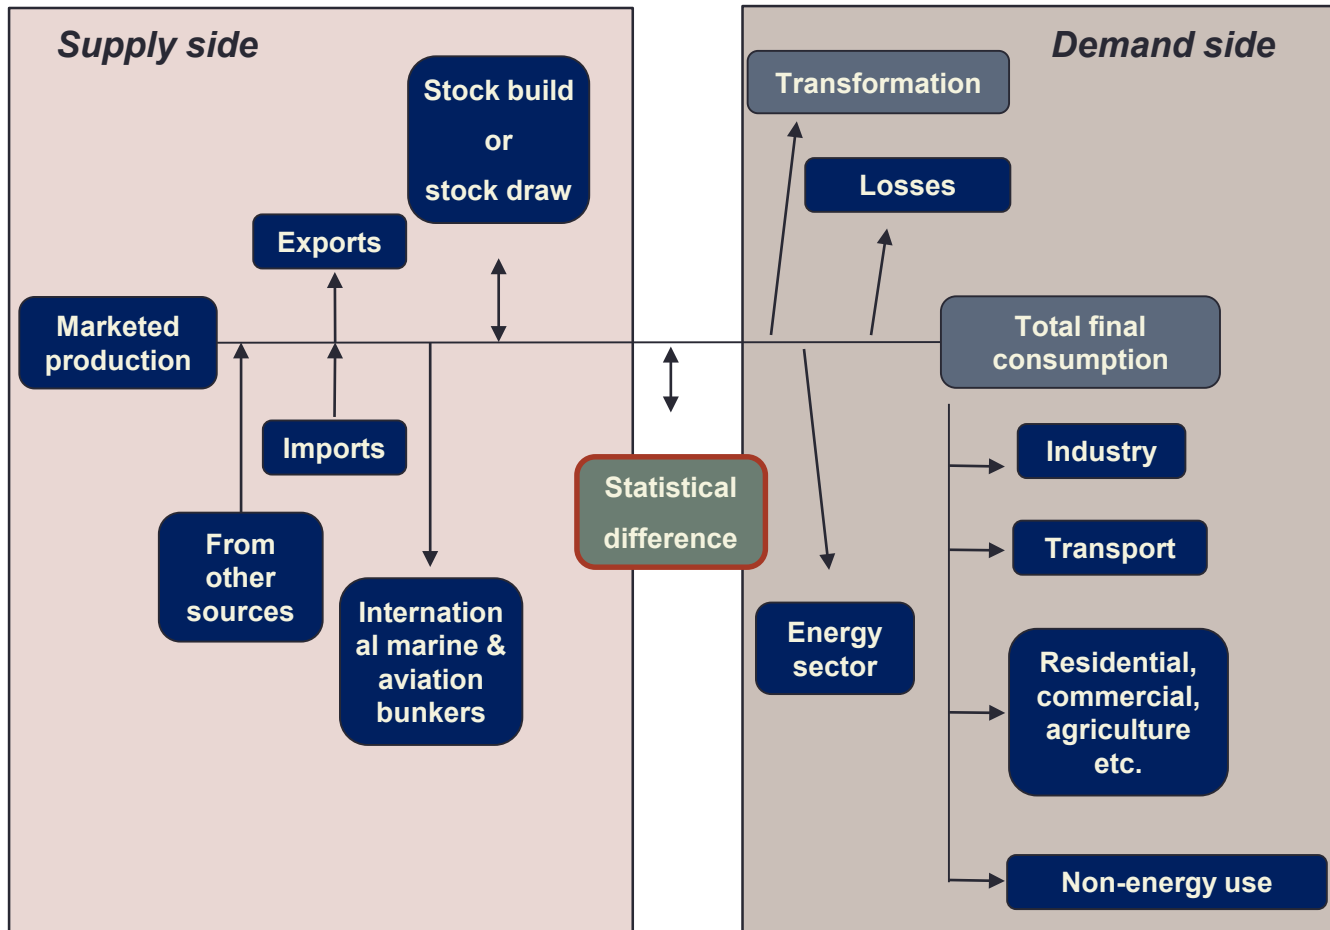 Supply side
Stock build
or
stock draw
Exports
Marketed
production
Imports
From
other
sources
Internation
al marine &
aviation
bunkers
Statistical
difference
Demand side
Transformation
Losses
Total final
consumption
Energy
sector
Industry
Transport
Residential,
commercial,
agriculture
etc.
Non-energy use